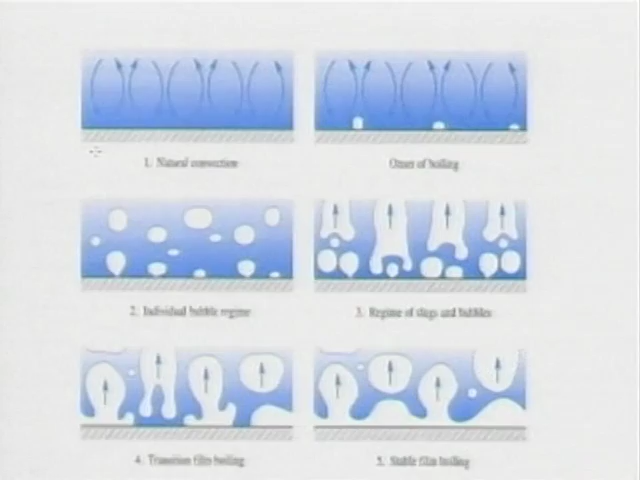 1. Natural convection
Onset of boiling
2. Individual bubble regime
3. Regime of slugs and bubbles
4. Transition film boiling
5. Stable film boiling